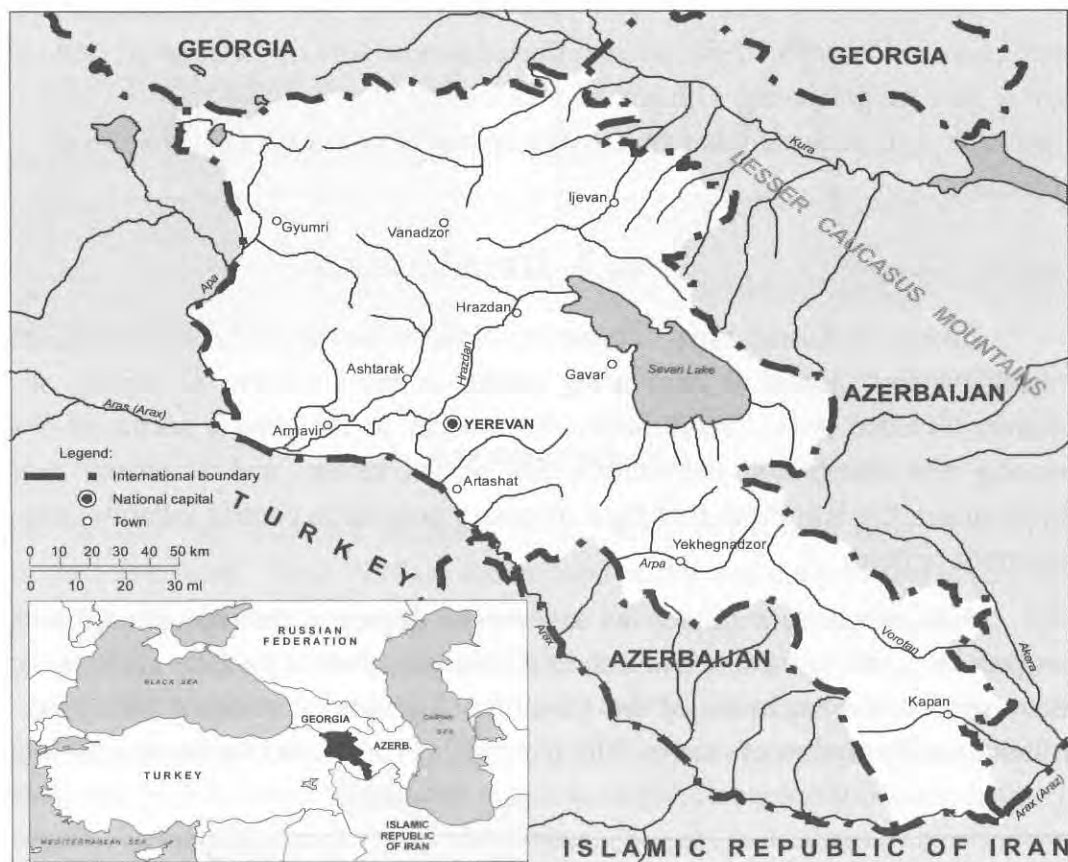 GEORGIA
GEORGIA
Kura
LESSER CAUCASUS MOUNTAINS
Ijevan
Gyumri
Vanadzor
Apa
Hrazdan
Hrazdan
Ashtarak
Gavar
Sevan Lake
AZERBAIJAN
Aras (Arax)
Armavir
YEREVAN
Legend:
International boundary
National capital
Town
0 10 20 30 40 50 km
0 10 20 30 ml
TURKEY
Artashat
Yekhegnadzor
Arpa
Arax
AZERBAIJAN
Vorotan
Akera
Kapan
Arax (Araz)
ISLAMIC REPUBLIC OF IRAN
RUSSIAN
FEDERATION
BLACK SEA
GEORGIA
CASPIAN
SEA
AZERB.
TURKEY
ISLAMIC
REPUBLIC
OF IRAN
MEDITERRANEAN SEA